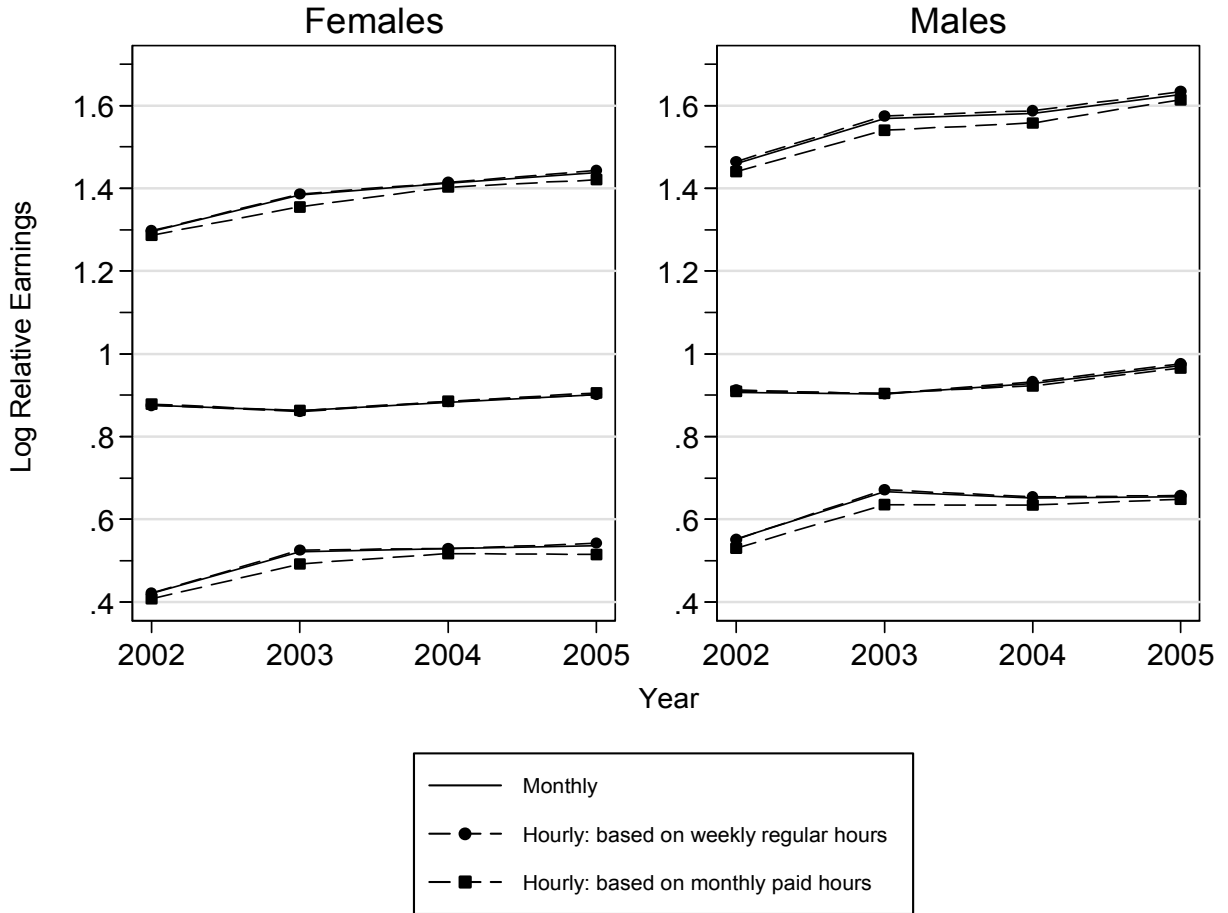 Females
Males
Log Relative Earnings
1.6
1.4
1.2
1
.8
.6
.4
1.6
1.4
1.2
1
.8
.6
.4
2002 2003 2004 2005
2002 2003 2004 2005
Year
Monthly
Hourly: based on weekly regular hours
Hourly: based on monthly paid hours